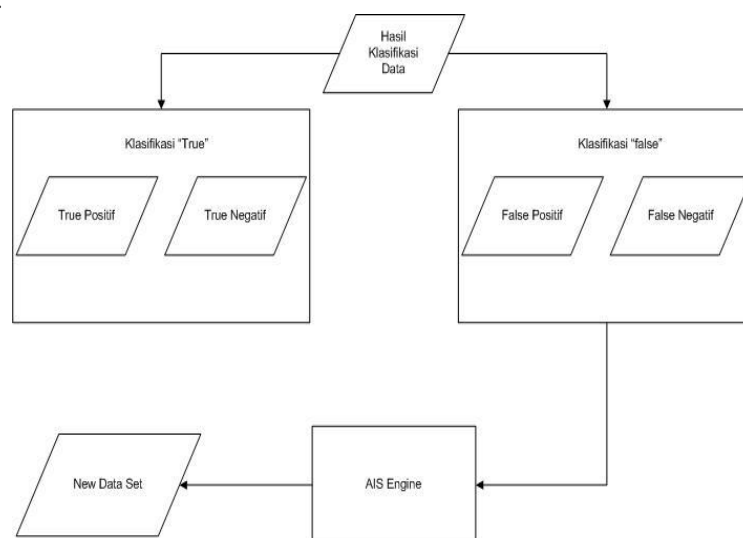 Hasil
Klasifikasi
Data
Klasifikasi "True"
Klasifikasi "false"
True Positif
True Negatif
False Positif
False Negatif
New Data Set
AIS Engine